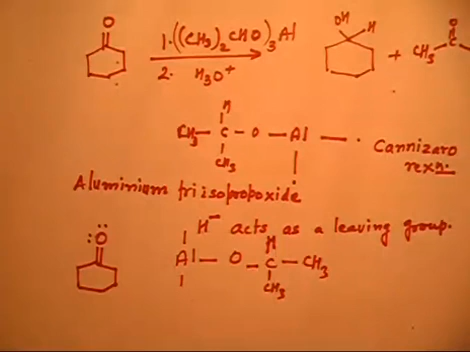 O OH H O
1. ((CH3)2CHO)3Al
2. H3O+
+ CH3 C
H
CH3 - C - O - Al - Cannizaro
CH3 rexn.
Aluminium triisopropoxide
H- acts as a leaving group.
:O: H
Al - O - C - CH3
CH3